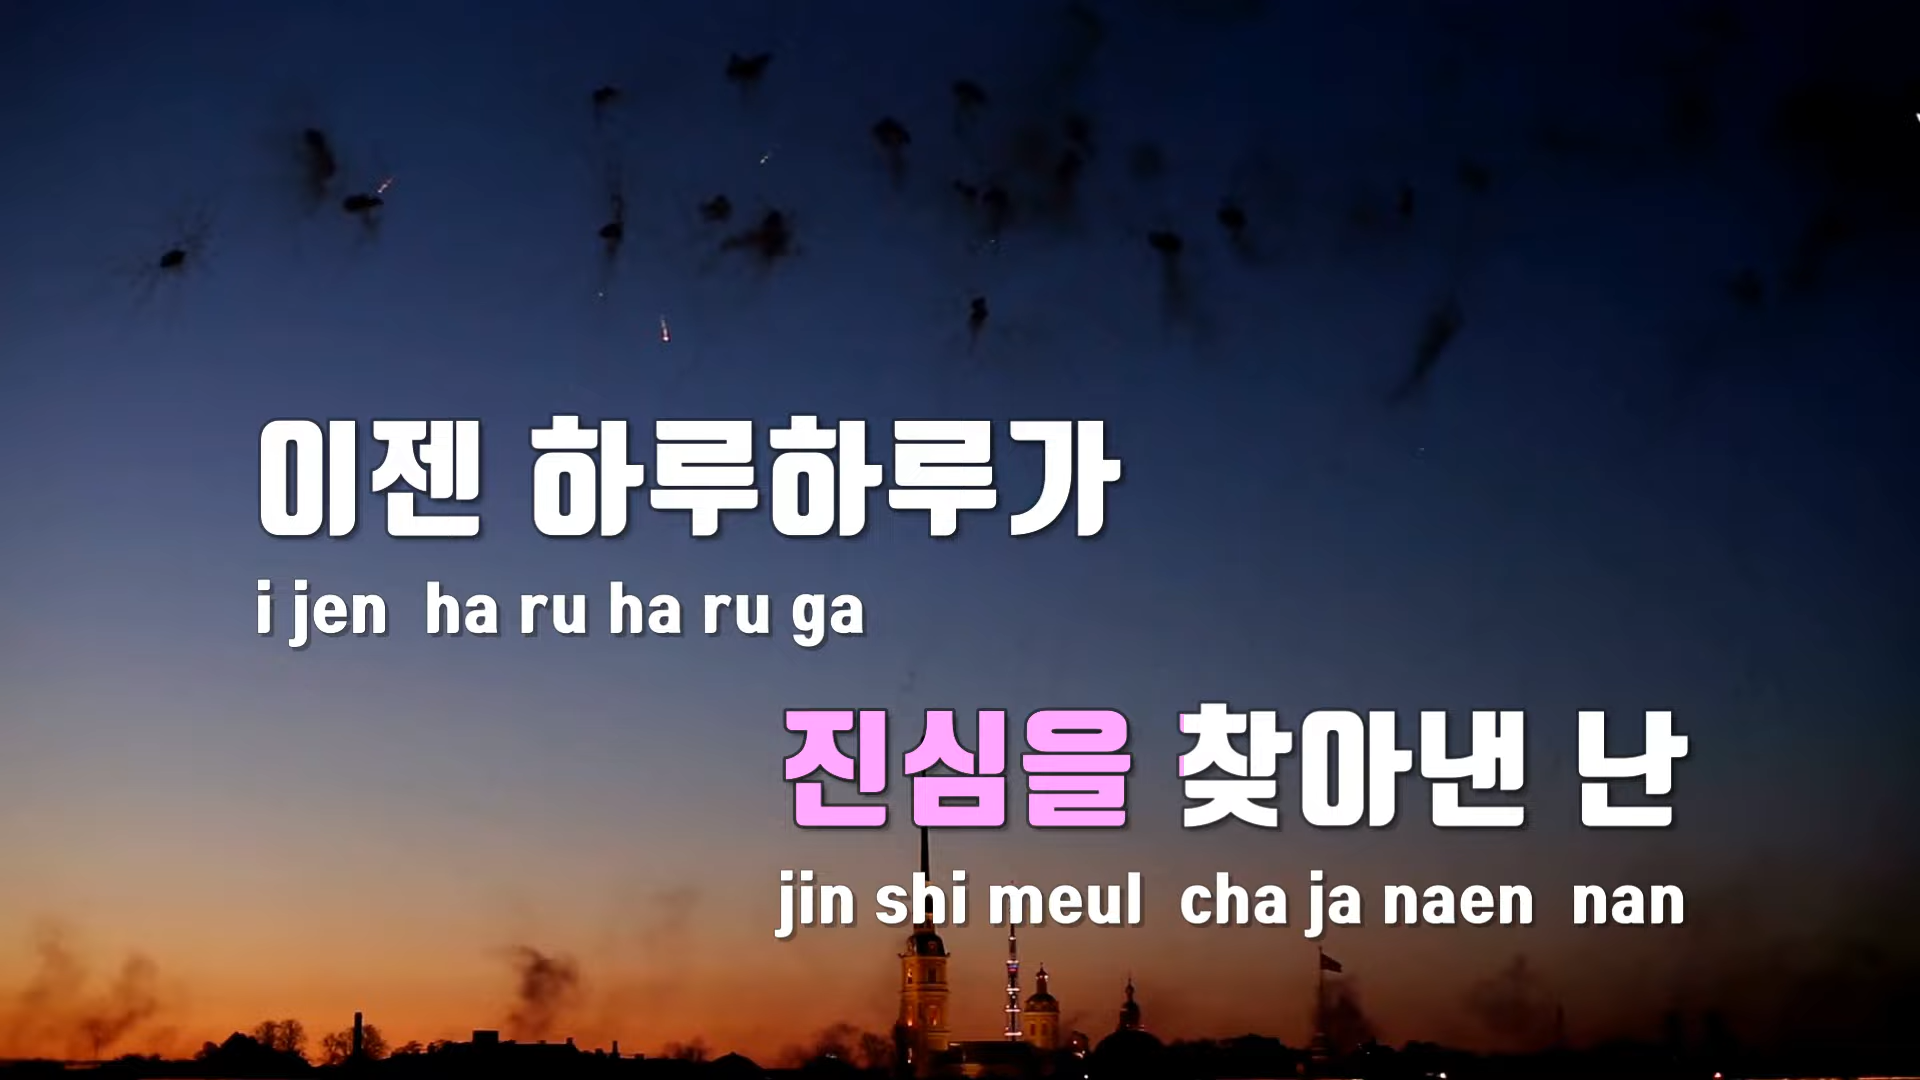 이젠 하루하루가
i jen ha ru ha ru ga
진심을 찾아낸 난
jin shi meul cha ja naen nan